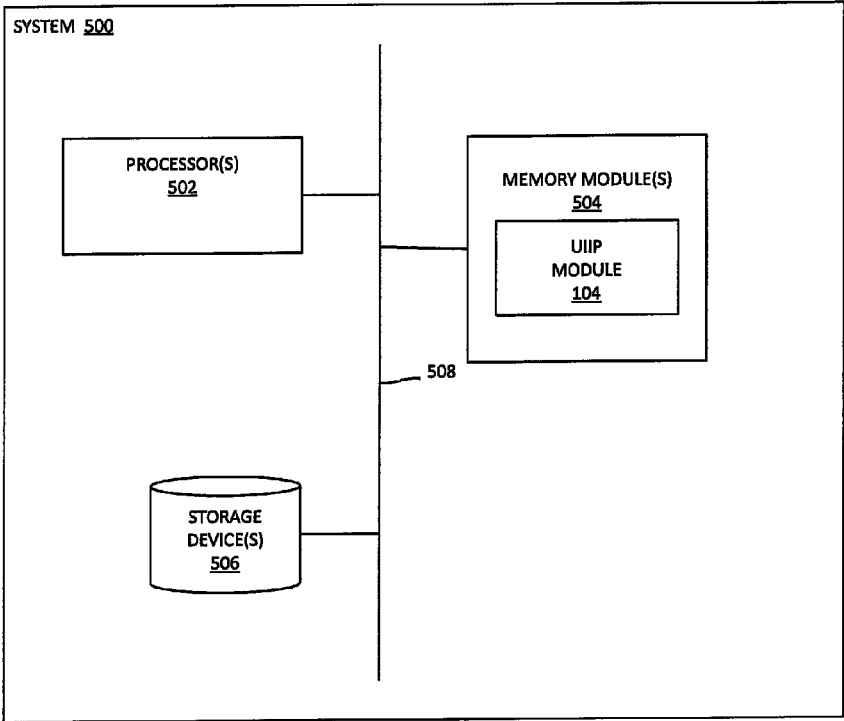 SYSTEM 500
PROCESSOR(S)
502
MEMORY MODULE(S)
504
UIIP
MODULE
104
508
STORAGE
DEVICE(S)
506